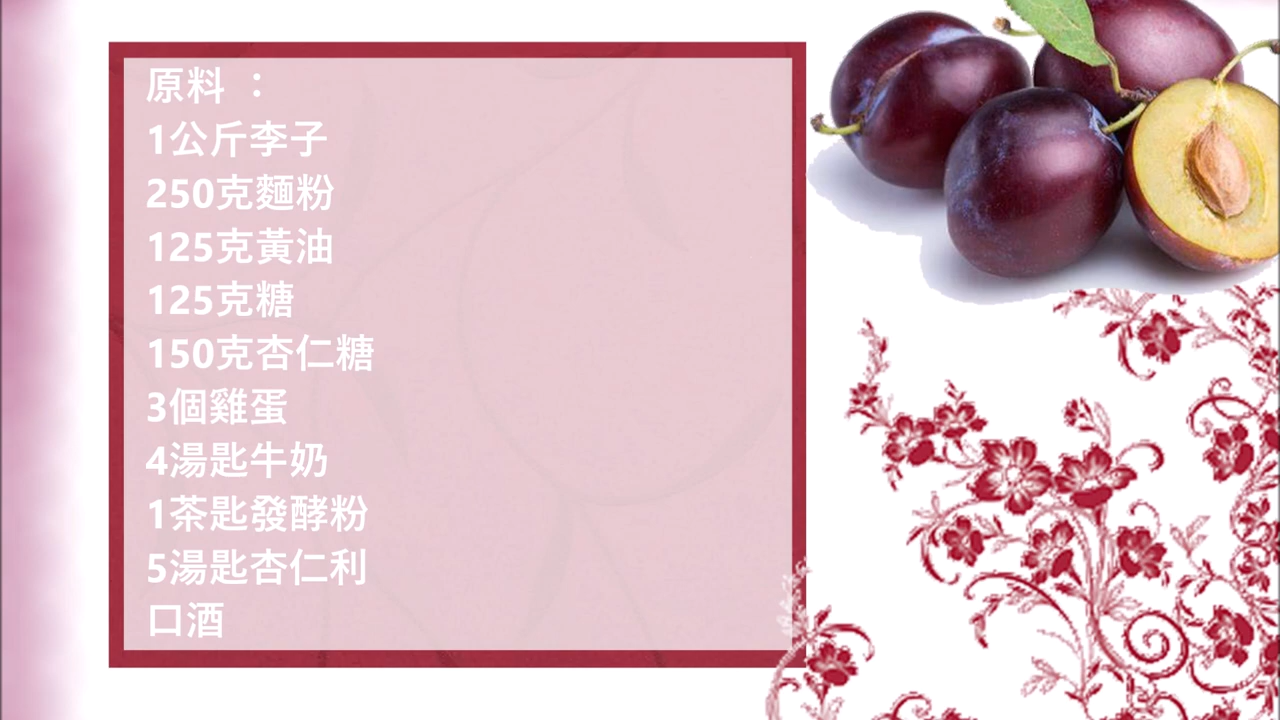 原料 ：
1公斤李子
250克麵粉
125克黃油
125克糖
150克杏仁糖
3個雞蛋
4湯匙牛奶
1茶匙發酵粉
5湯匙杏仁利
口酒